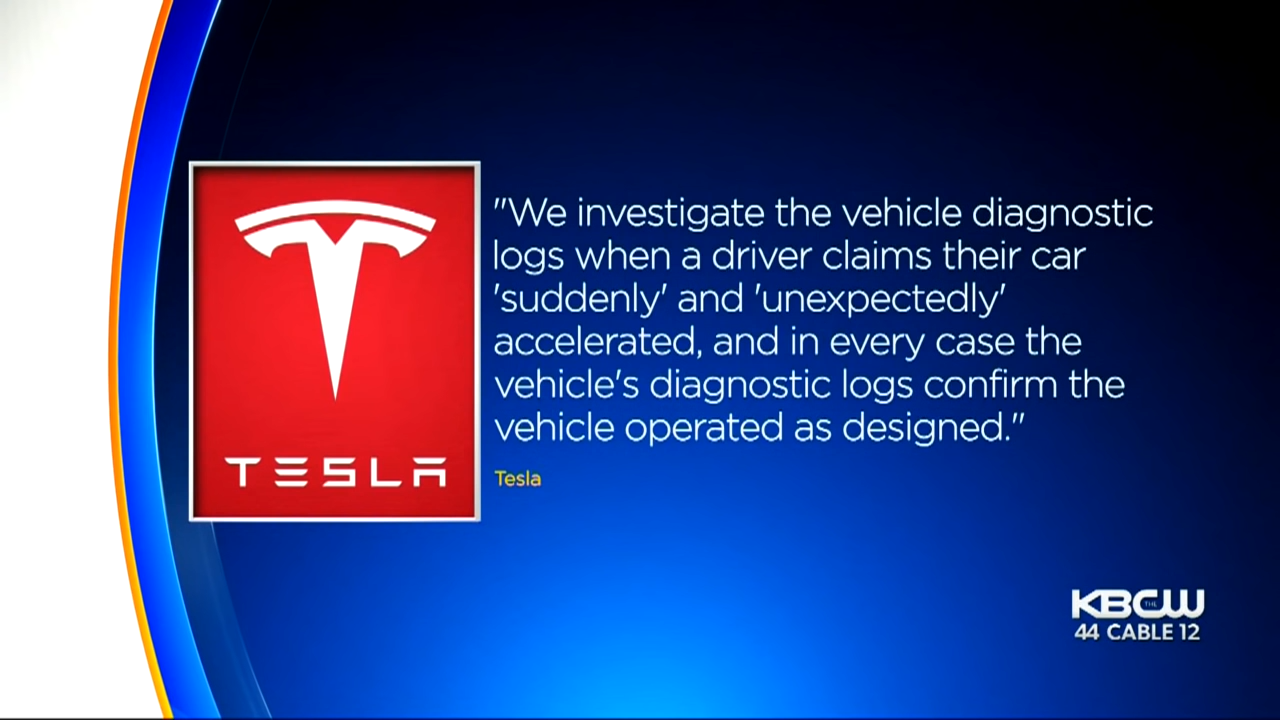 "We investigate the vehicle diagnostic
logs when a driver claims their car
'suddenly' and 'unexpectedly'
accelerated, and in every case the
vehicle's diagnostic logs confirm the
vehicle operated as designed."
Tesla
TESLA
KBCW THE
44 CABLE 12